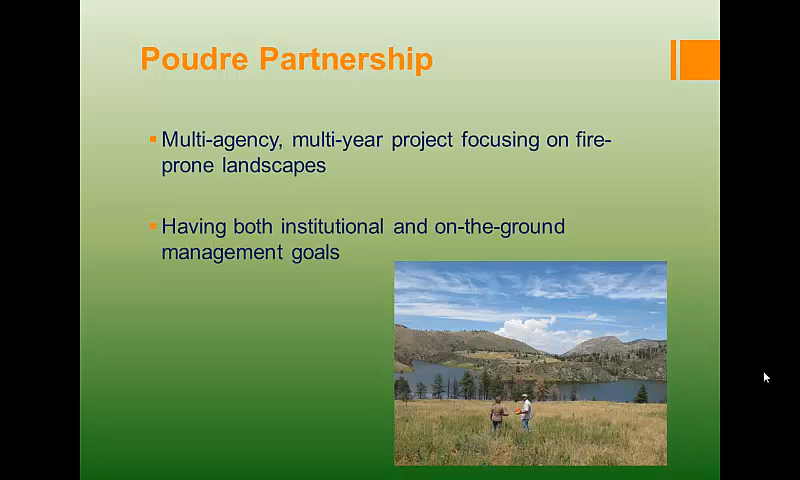 Poudre Partnership
Multi-agency, multi-year project focusing on fire-
prone landscapes
Having both institutional and on-the-ground
management goals